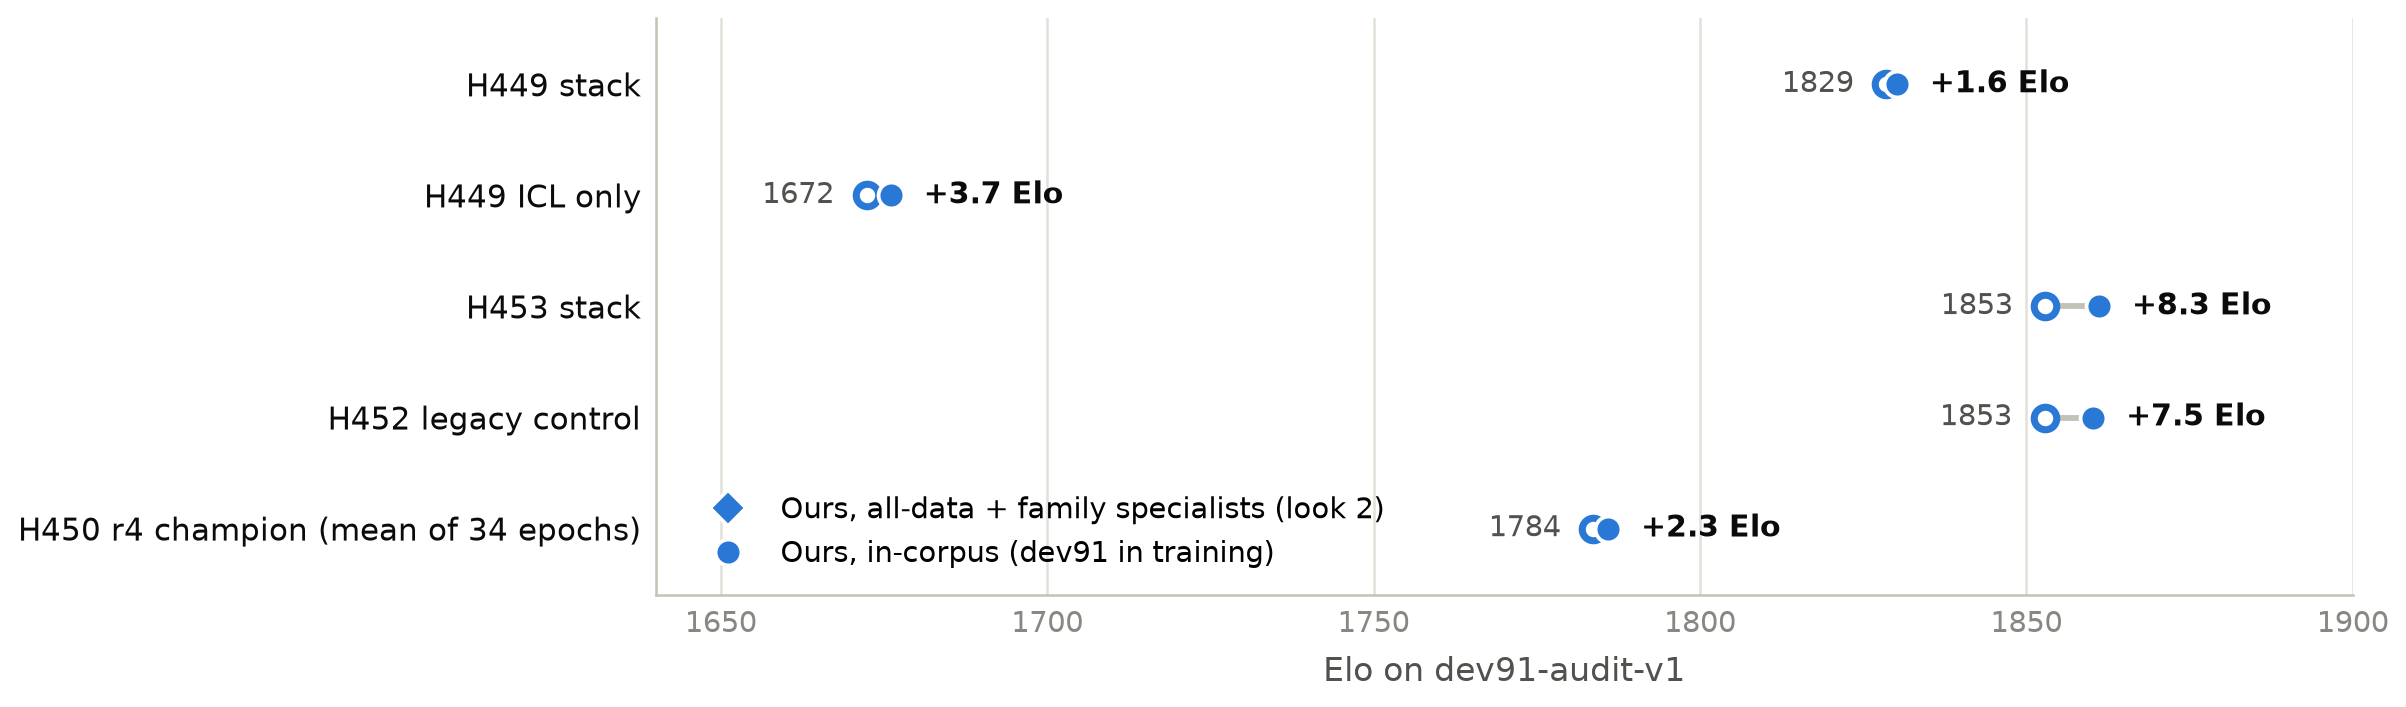 H449 stack
1829
+1.6 Elo
H449 ICL only
1672
+3.7 Elo
H453 stack
1853
+8.3 Elo
H452 legacy control
1853
+7.5 Elo
H450 r4 champion (mean of 34 epochs)
1784
+2.3 Elo
Ours, all-data + family specialists (look 2)
Ours, in-corpus (dev91 in training)
1650 1700 1750 1800 1850 1900
Elo on dev91-audit-v1